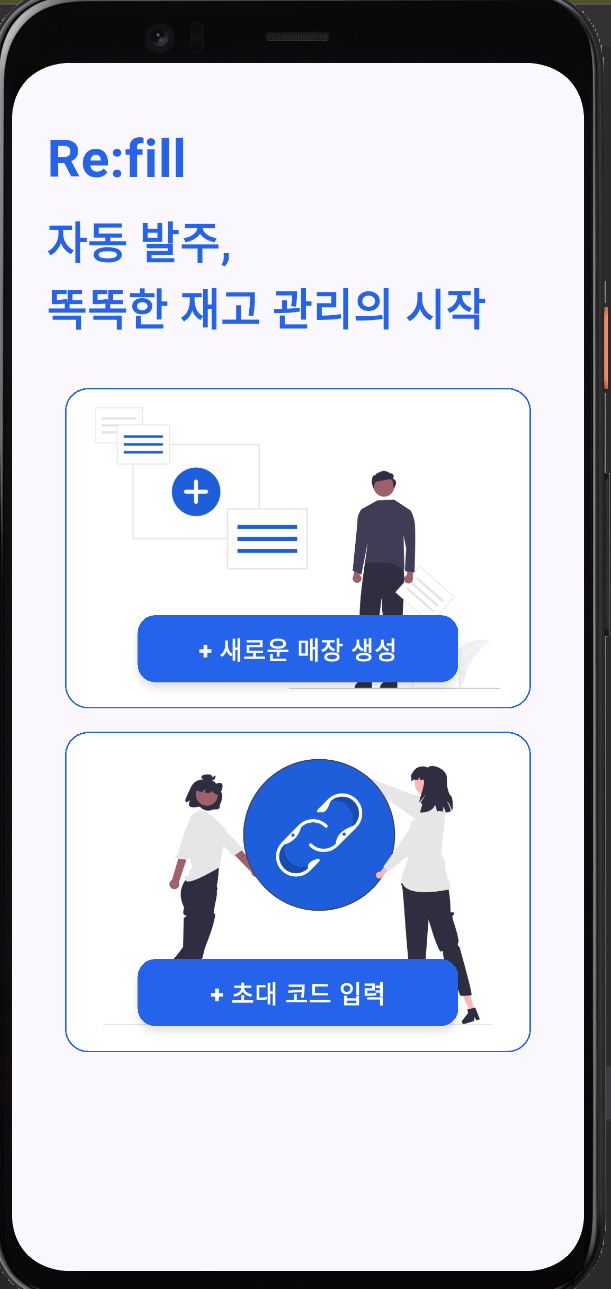 Re:fill
자동 발주,
똑똑한 재고 관리의 시작
+ 새로운 매장 생성
+ 초대 코드 입력